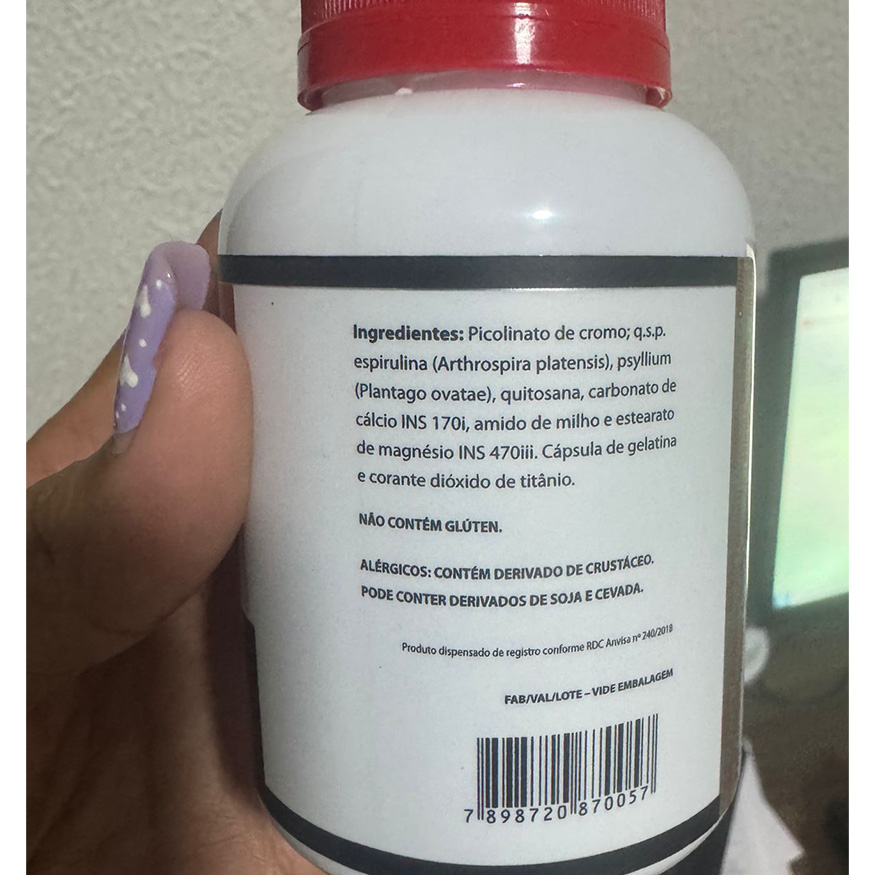 Ingredientes: Picolinato de cromo; q.s.p.
espirulina (Arthrospira platensis), psyllium
(Plantago ovatae), quitosana, carbonato de
cálcio INS 170i, amido de milho e estearato
de magnésio INS 470iii. Cápsula de gelatina
e corante dióxido de titânio.
NÃO CONTÉM GLÚTEN.
ALÉRGICOS: CONTÉM DERIVADO DE CRUSTÁCEO.
PODE CONTER DERIVADOS DE SOJA E CEVADA.
Produto dispensado de registro conforme RDC Anvisa nº 240/2018
FAB/VAL/LOTE – VIDE EMBALAGEM
7 898720 870057